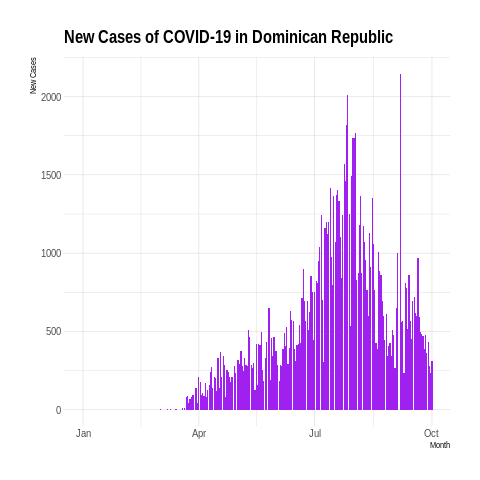 New Cases of COVID-19 in Dominican Republic
New Cases
2000
1500
1000
500
0
Jan Apr Jul Oct
Month